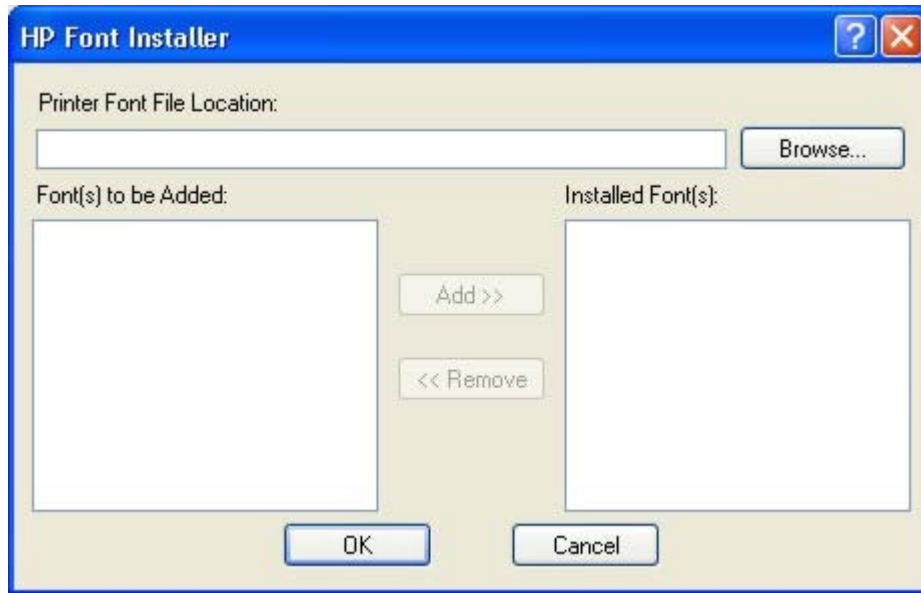 HP Font Installer
Printer Font File Location:
Browse...
Font(s) to be Added:
Installed Font(s):
Add >>
<< Remove
OK
Cancel